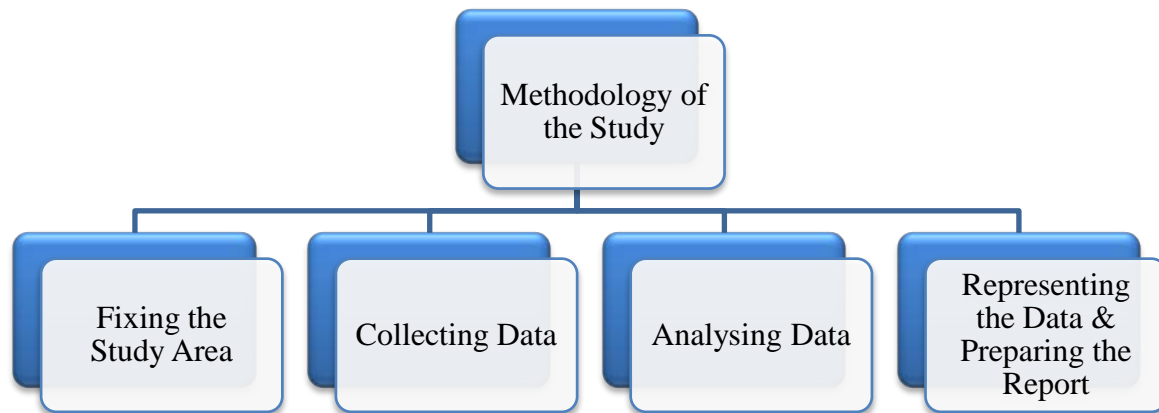 Methodology of
the Study
Fixing the
Study Area
Collecting Data
Analysing Data
Representing
the Data &
Preparing the
Report